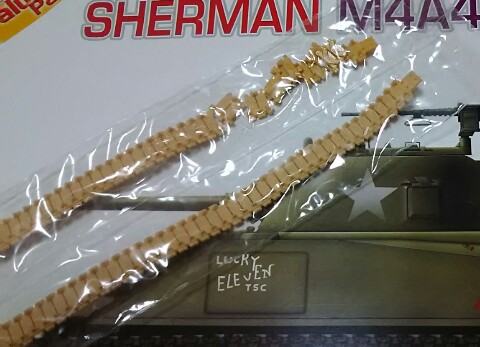 SHERMAN M4A4
LUCKY
ELEVEN
TSC